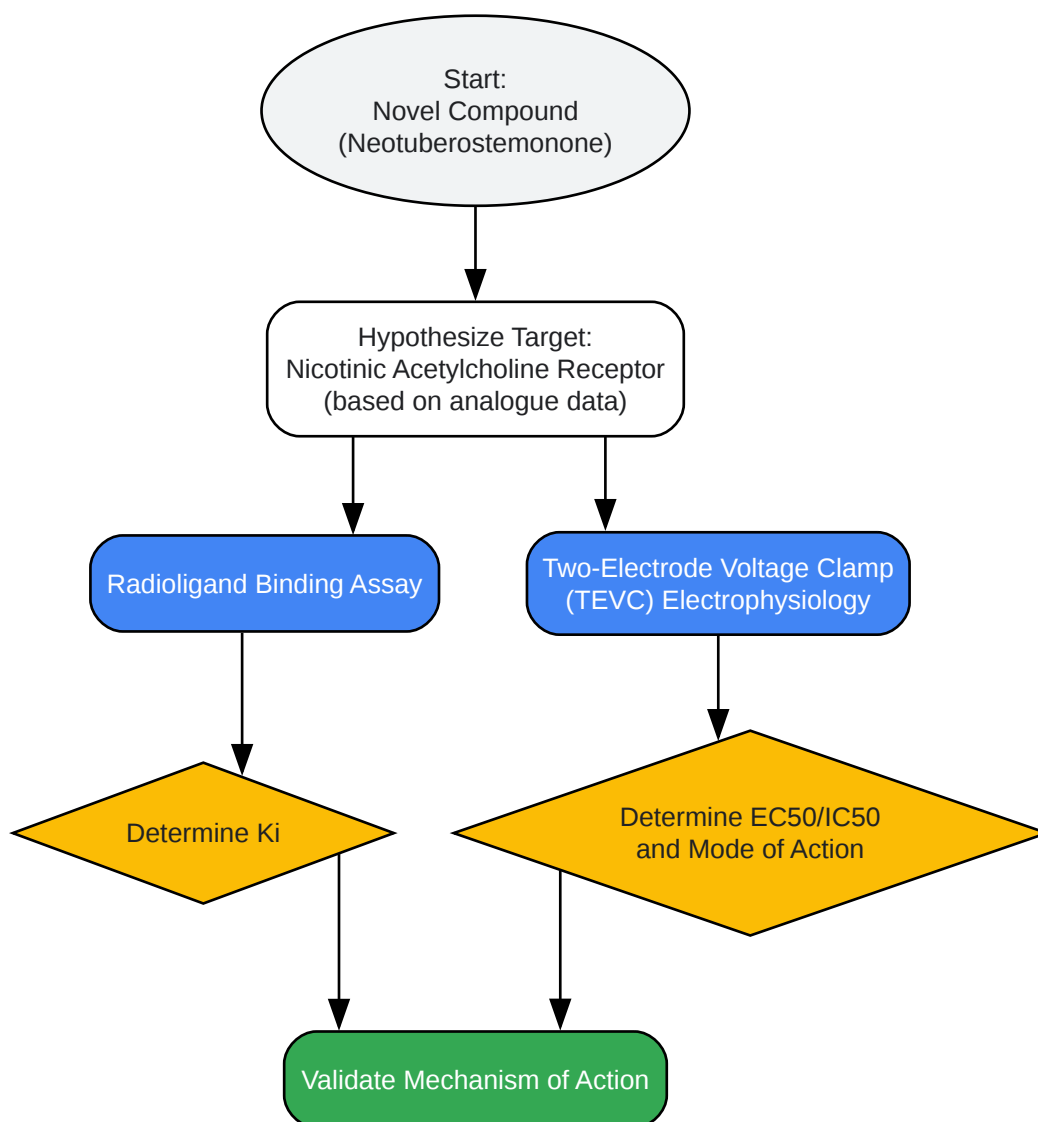 Start:
Novel Compound
(Neotuberostemonone)
Hypothesize Target:
Nicotinic Acetylcholine Receptor
(based on analogue data)
Radioligand Binding Assay
Two-Electrode Voltage Clamp
(TEVC) Electrophysiology
Determine Ki
Determine EC50/IC50
and Mode of Action
Validate Mechanism of Action